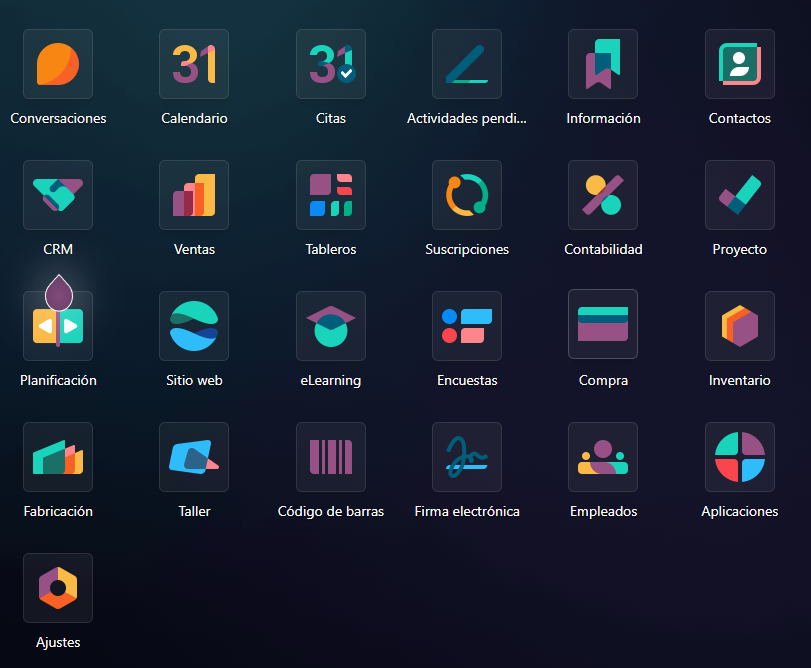 31
31
Conversaciones
Calendario
Citas
Actividades pendi...
Información
Contactos
CRM
Ventas
Tableros
Suscripciones
Contabilidad
Proyecto
Planificación
Sitio web
eLearning
Encuestas
Compra
Inventario
Fabricación
Taller
Código de barras
Firma electrónica
Empleados
Aplicaciones
Ajustes